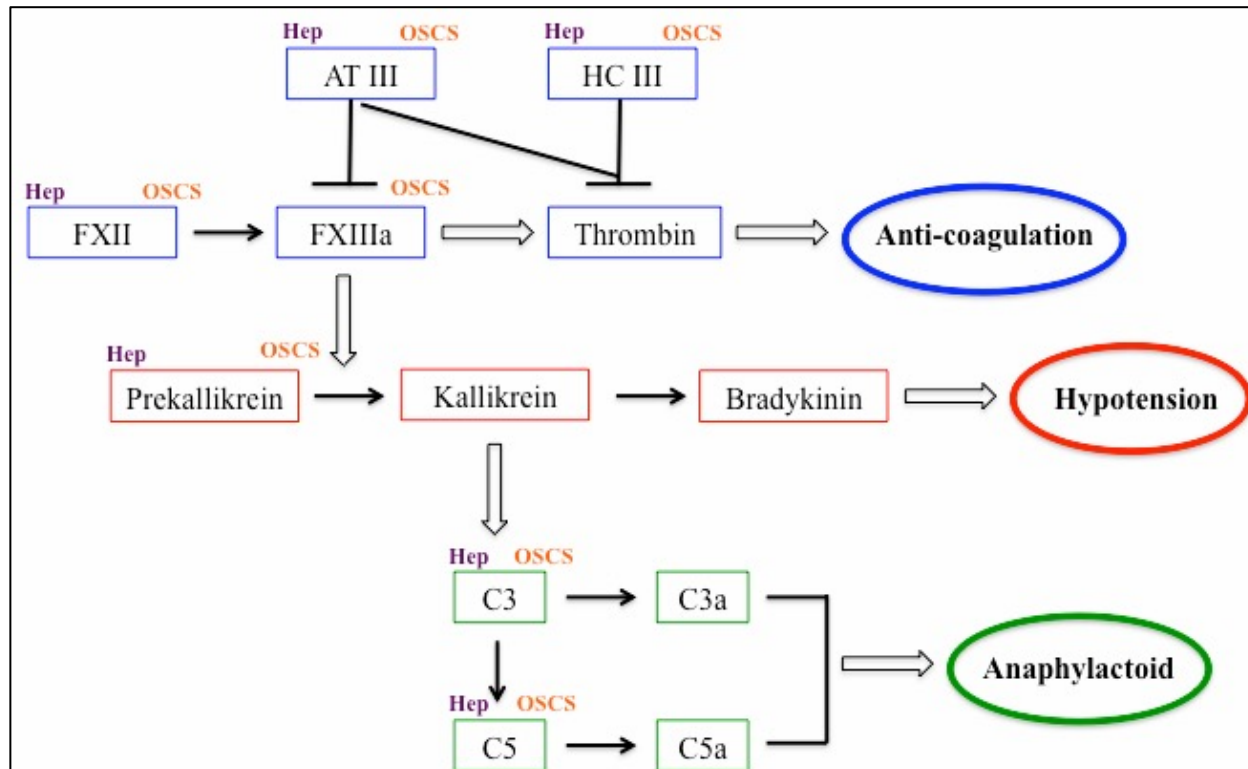 Hep OSCS Hep OSCS
AT III HC III
OSCS
Hep OSCS
FXII FXIIIa Thrombin Anti-coagulation
Hep OSCS
Prekallikrein Kallikrein Bradykinin Hypotension
Hep OSCS
C3 C3a
Anaphylactoid
Hep OSCS
C5 C5a